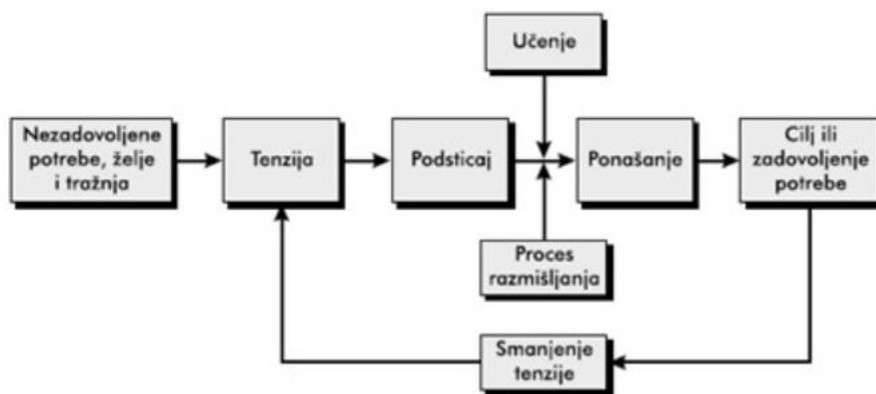 Učenje
Nezadovoljene
potrebe, želje
i tražnja
Tenzija
Podsticaj
Ponašanje
Cilj ili
zadovoljenje
potrebe
Proces
razmišljanja
Smanjenje
tenzije